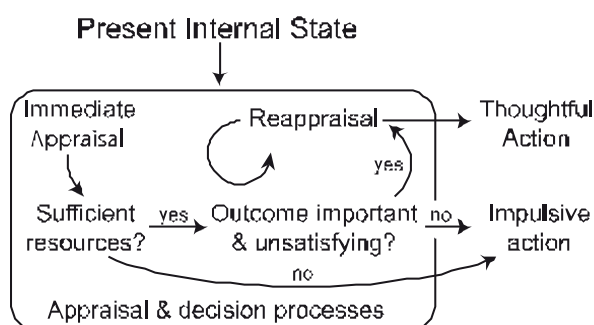 Present Internal State
Immediate
Appraisal
Reappraisal
Thoughtful
Action
yes
Sufficient
resources?
yes
Outcome important
& unsatisfying?
no
Impulsive
action
no
Appraisal & decision processes